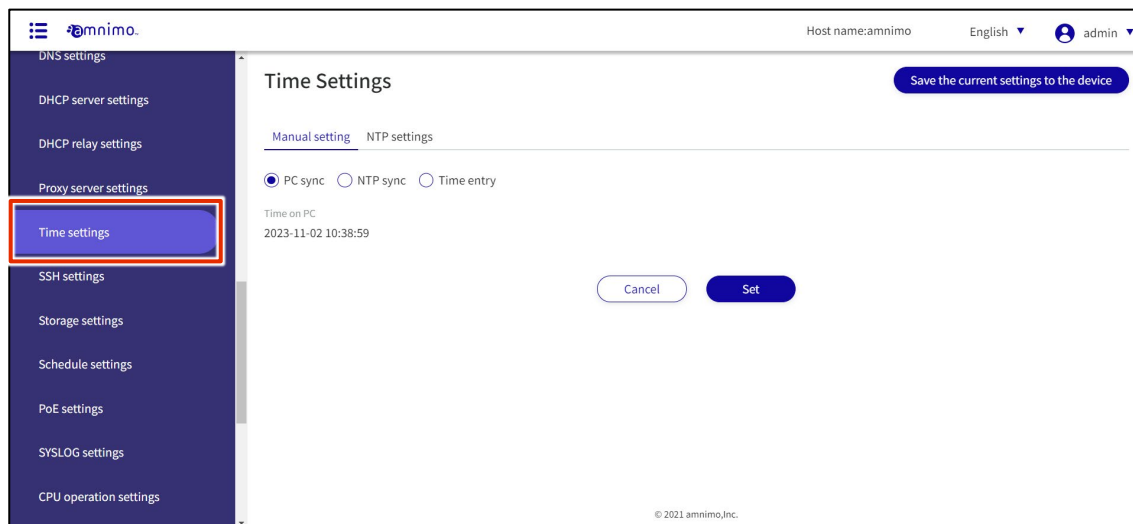 amnimo
Host name:amnimo
English
admin
DNS settings
DHCP server settings
DHCP relay settings
Proxy server settings
Time settings
SSH settings
Storage settings
Schedule settings
PoE settings
SYSLOG settings
CPU operation settings
Time Settings
Save the current settings to the device
Manual setting NTP settings
PC sync NTP sync Time entry
Time on PC
2023-11-02 10:38:59
Cancel Set
© 2021 amnimo,Inc.